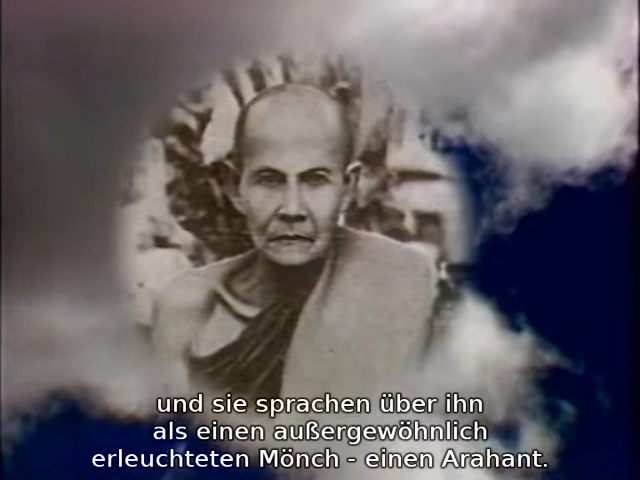 und sie sprachen über ihn
als einen außergewöhnlich
erleuchteten Mönch - einen Arahant.